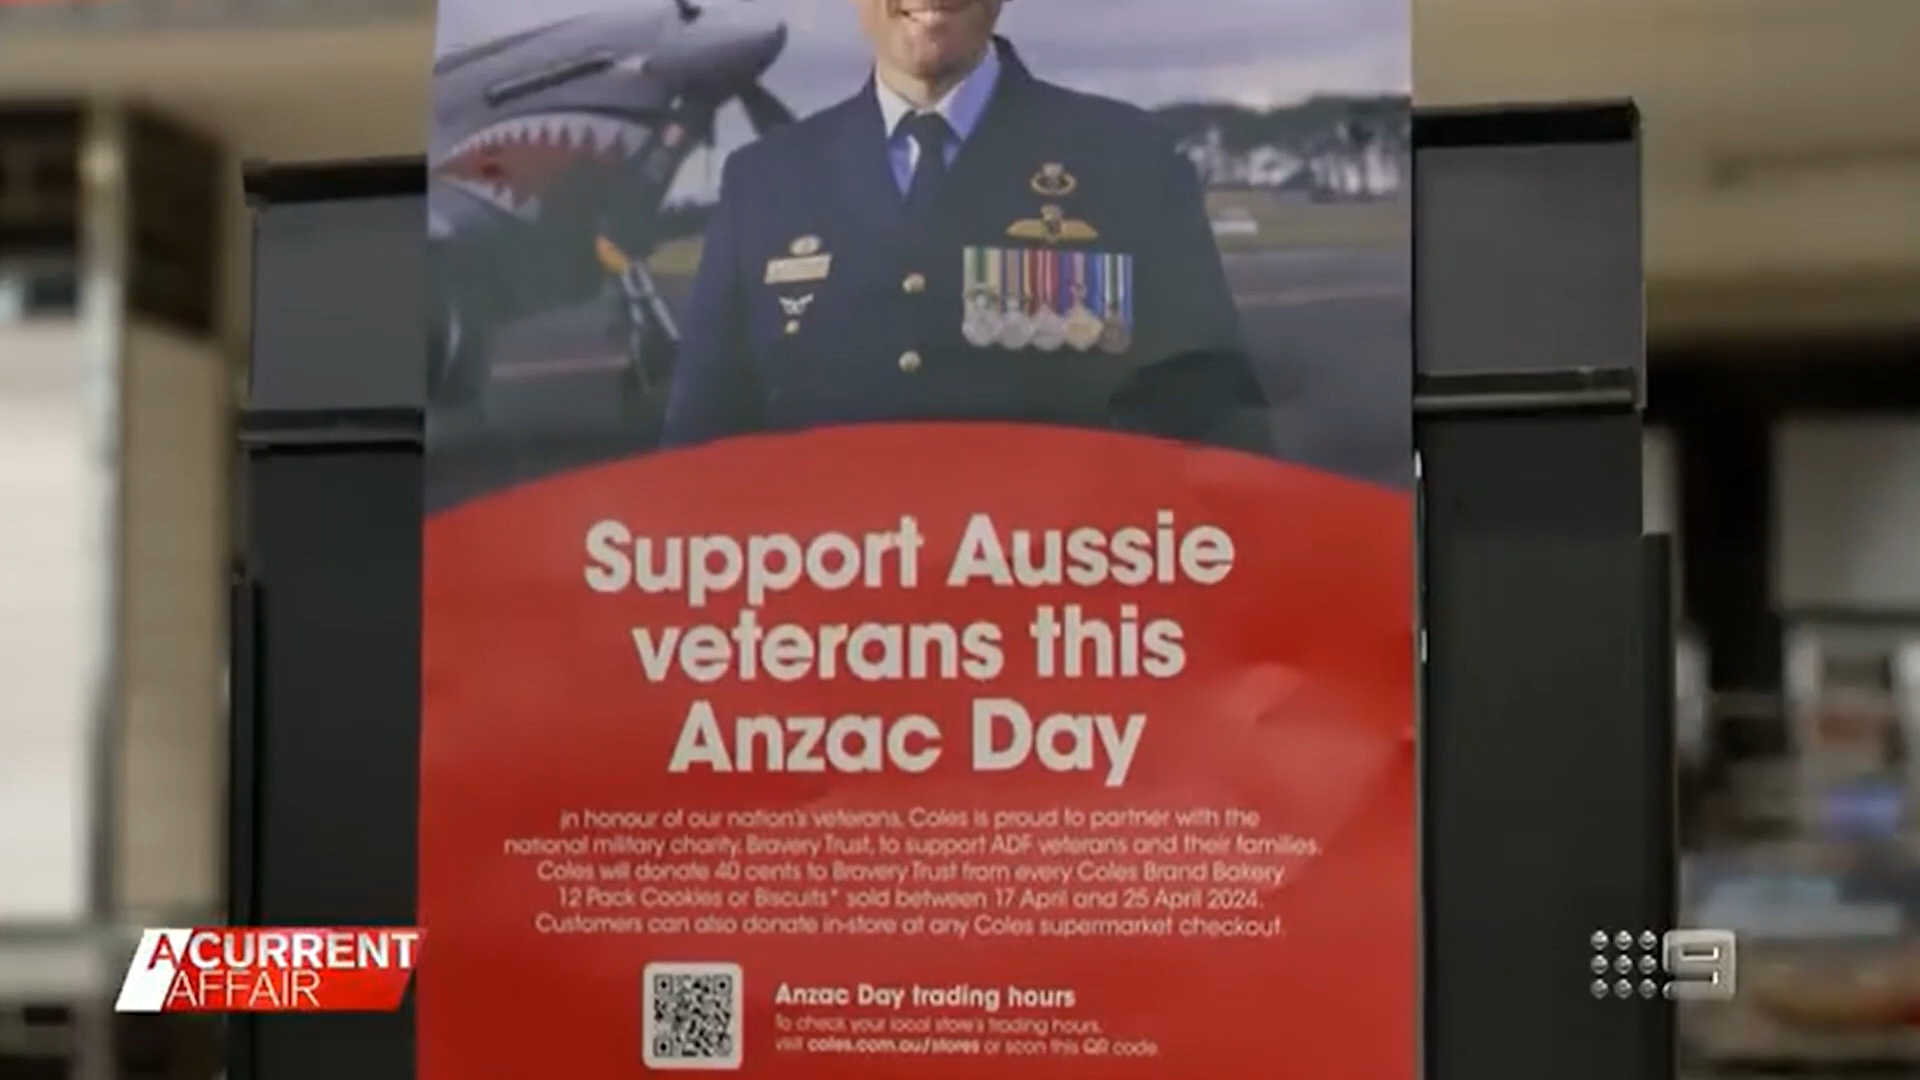 Support Aussie
veterans this
Anzac Day
In honour of our nation's veterans, Coles is proud to partner with the
national military charity, Bravery Trust, to support ADF veterans and their families.
Coles will donate 40 cents to Bravery Trust from every Coles Brand Bakery
12 Pack Cookies or Biscuits* sold between 17 April and 25 April 2024.
Customers can also donate in-store at any Coles supermarket checkout.
Anzac Day trading hours
To check your local store's trading hours,
visit coles.com.au/stores or scan this QR code.
A CURRENT
AFFAIR
9